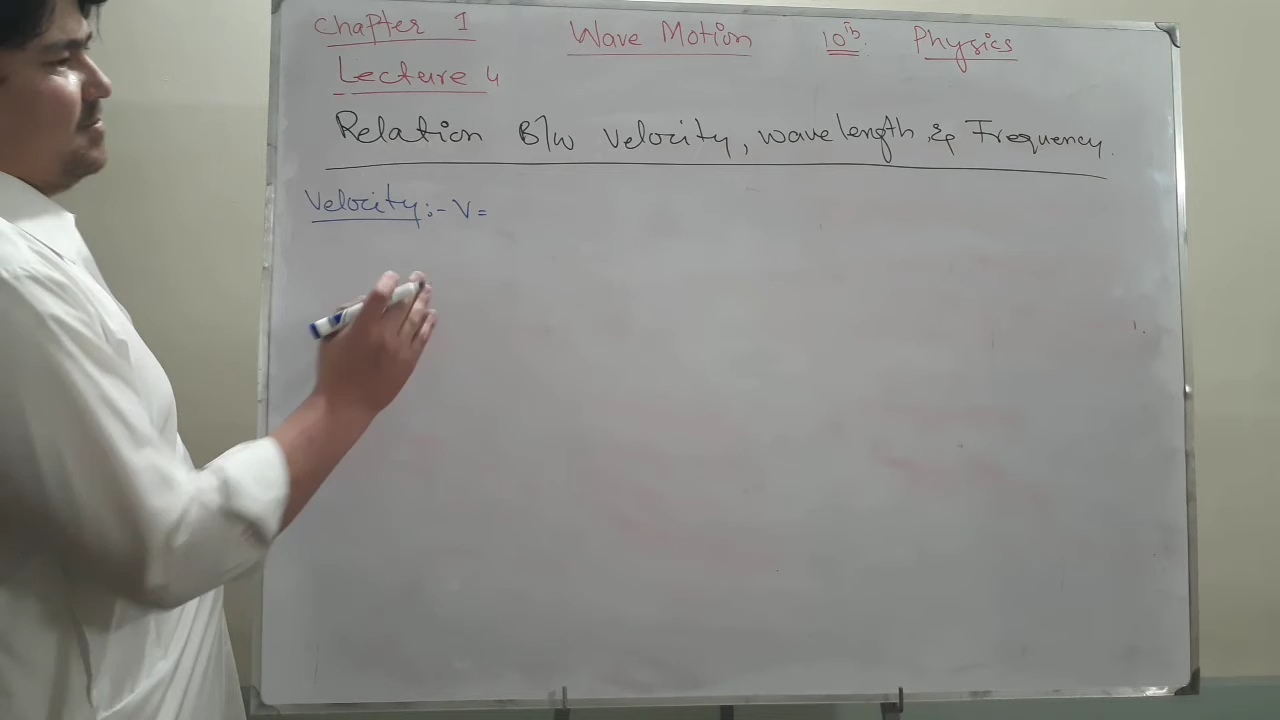 Chapter 1 Wave Motion 10th Physics
Lecture 4
Relation B/w Velocity, wavelength & Frequency.
Velocity:- V=